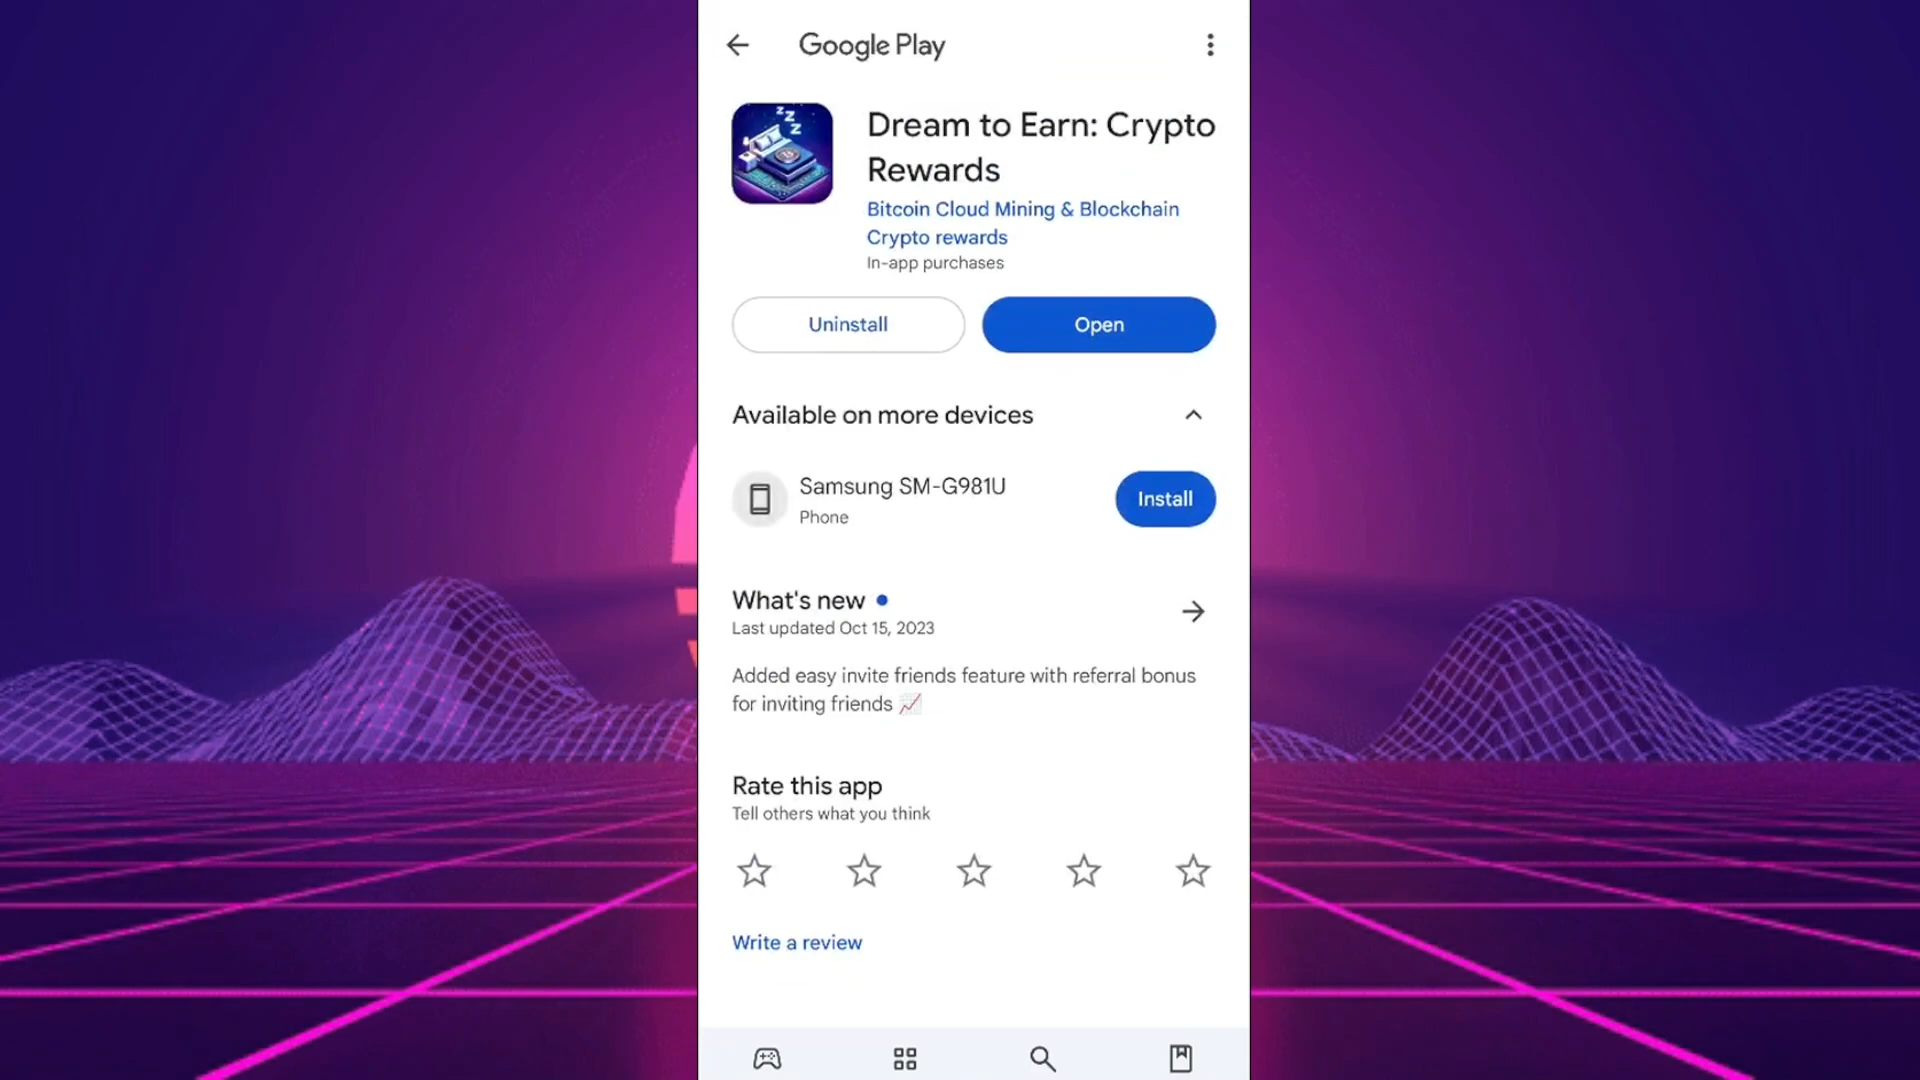 Google Play
Dream to Earn: Crypto
Rewards
Bitcoin Cloud Mining & Blockchain
Crypto rewards
In-app purchases
Uninstall
Open
Available on more devices
Samsung SM-G981U
Phone
Install
What's new
Last updated Oct 15, 2023
Added easy invite friends feature with referral bonus
for inviting friends 📈
Rate this app
Tell others what you think
Write a review